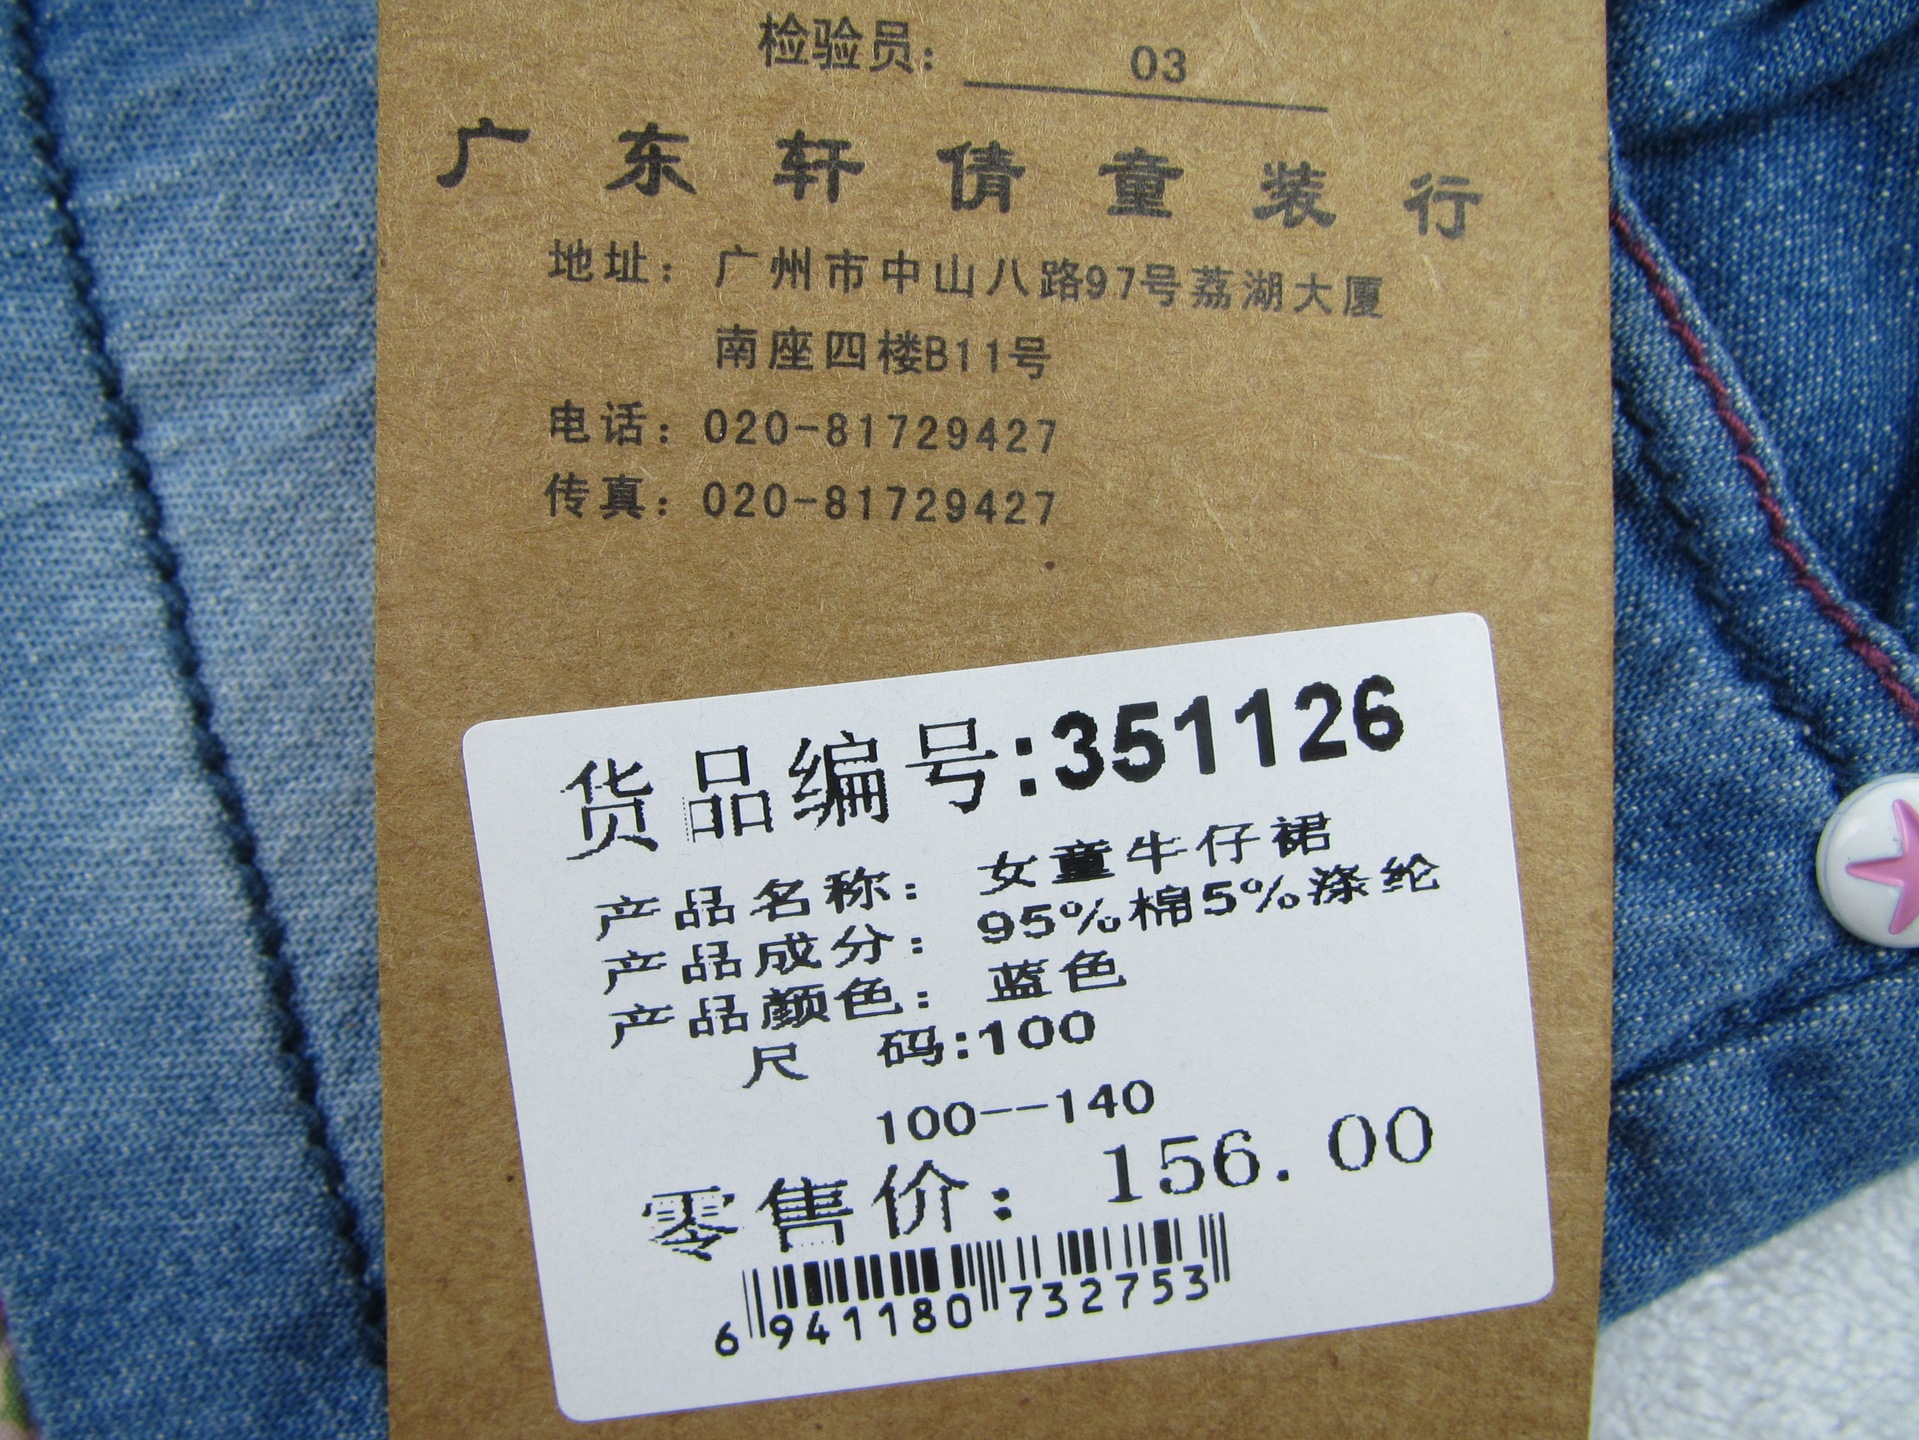 检验员: 03
广东轩倩童装行
地址: 广州市中山八路97号荔湖大厦
南座四楼B11号
电话: 020-81729427
传真: 020-81729427
货品编号:351126
产品名称: 女童牛仔裙
产品成分: 95%棉5%涤纶
产品颜色: 蓝色
尺 码:100
100--140
零售价: 156.00
6 941180 732753